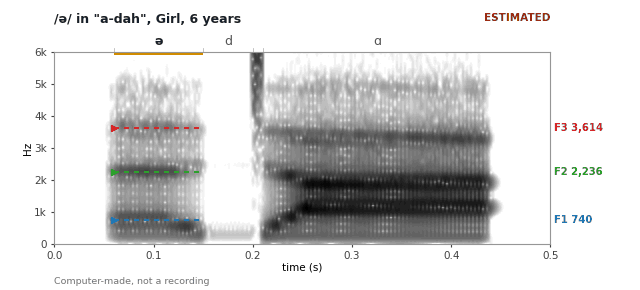 /ə/ in "a-dah", Girl, 6 years
ESTIMATED
ə d ɑ
6k
5k
4k
3k
2k
1k
0
Hz
F3 3,614
F2 2,236
F1 740
0.0 0.1 0.2 0.3 0.4 0.5
time (s)
Computer-made, not a recording